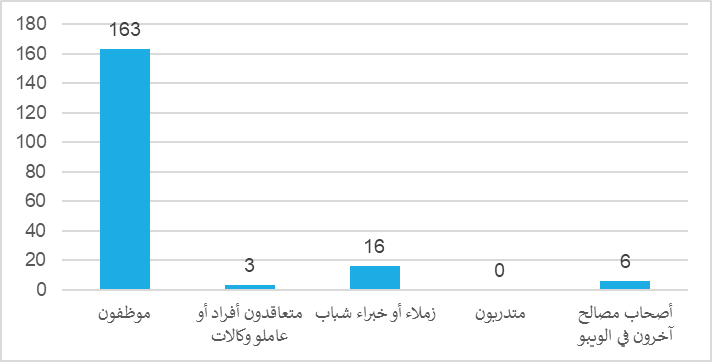 180
160
140
120
100
80
60
40
20
0
163
3
16
0
6
موظفون
متعاقدون أفراد أو
عاملو وكالات
زملاء أو خبراء شباب
متدربون
أصحاب مصالح
آخرون في الويبو